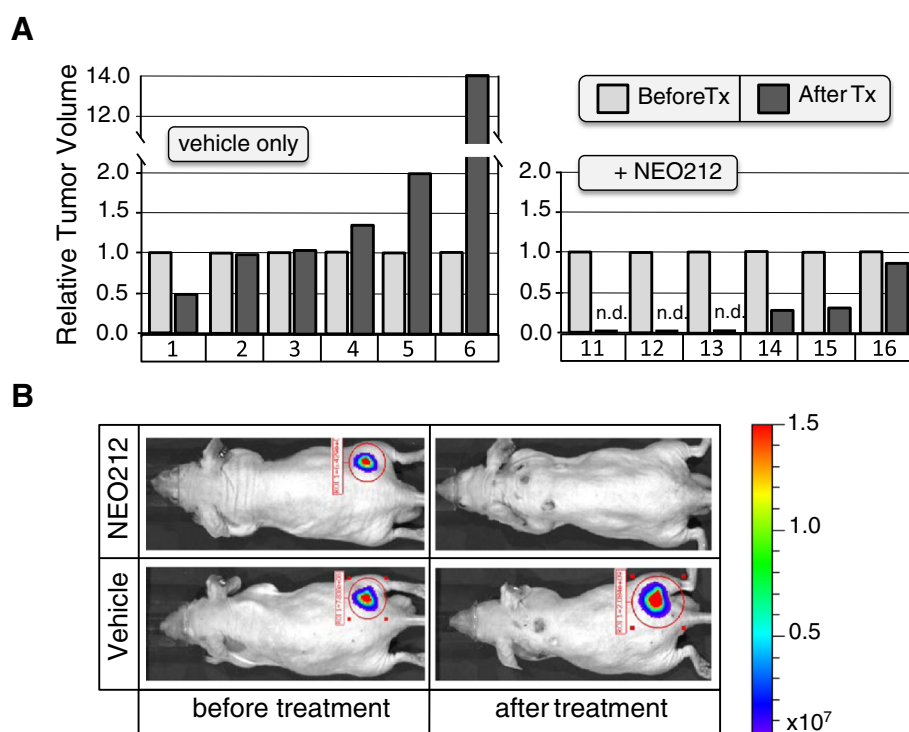 A
Relative Tumor Volume
14.0
12.0
2.0
1.5
1.0
0.5
0.0
vehicle only
1 2 3 4 5 6
BeforeTx After Tx
+ NEO212
2.0
1.5
1.0
0.5
0.0
n.d. n.d. n.d.
11 12 13 14 15 16
B
NEO212
Vehicle
before treatment after treatment
1.5
1.0
0.5
x10⁷